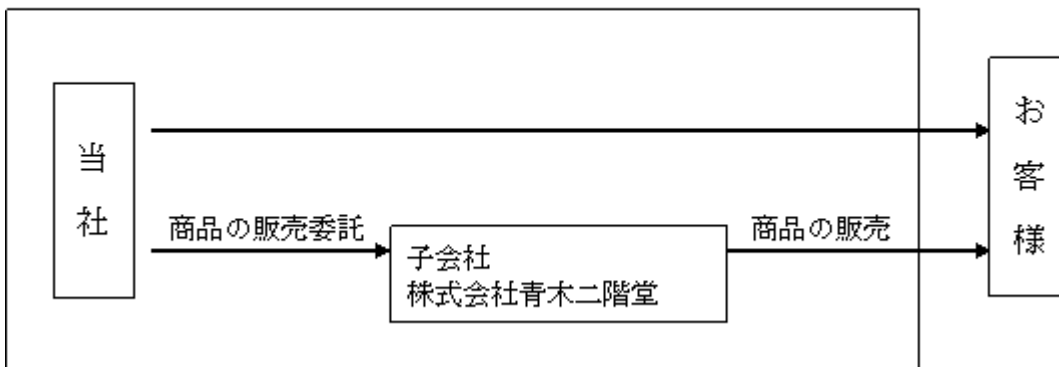 当社
商品の販売委託
子会社
株式会社青木二階堂
商品の販売
お客様